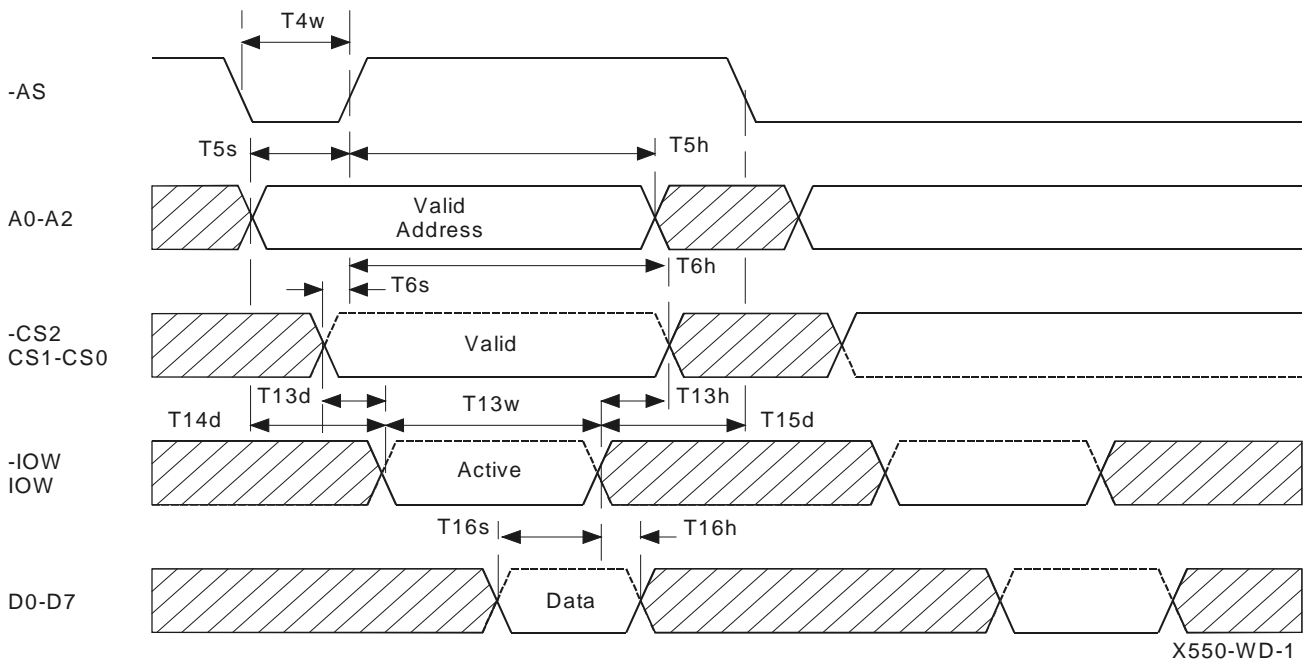 T4w
-AS
T5s
T5h
A0-A2
Valid
Address
T6h
T6s
-CS2
CS1-CS0
Valid
T13d
T13w
T13h
T14d
T15d
-IOW
IOW
Active
T16s
T16h
D0-D7
Data
X550-WD-1